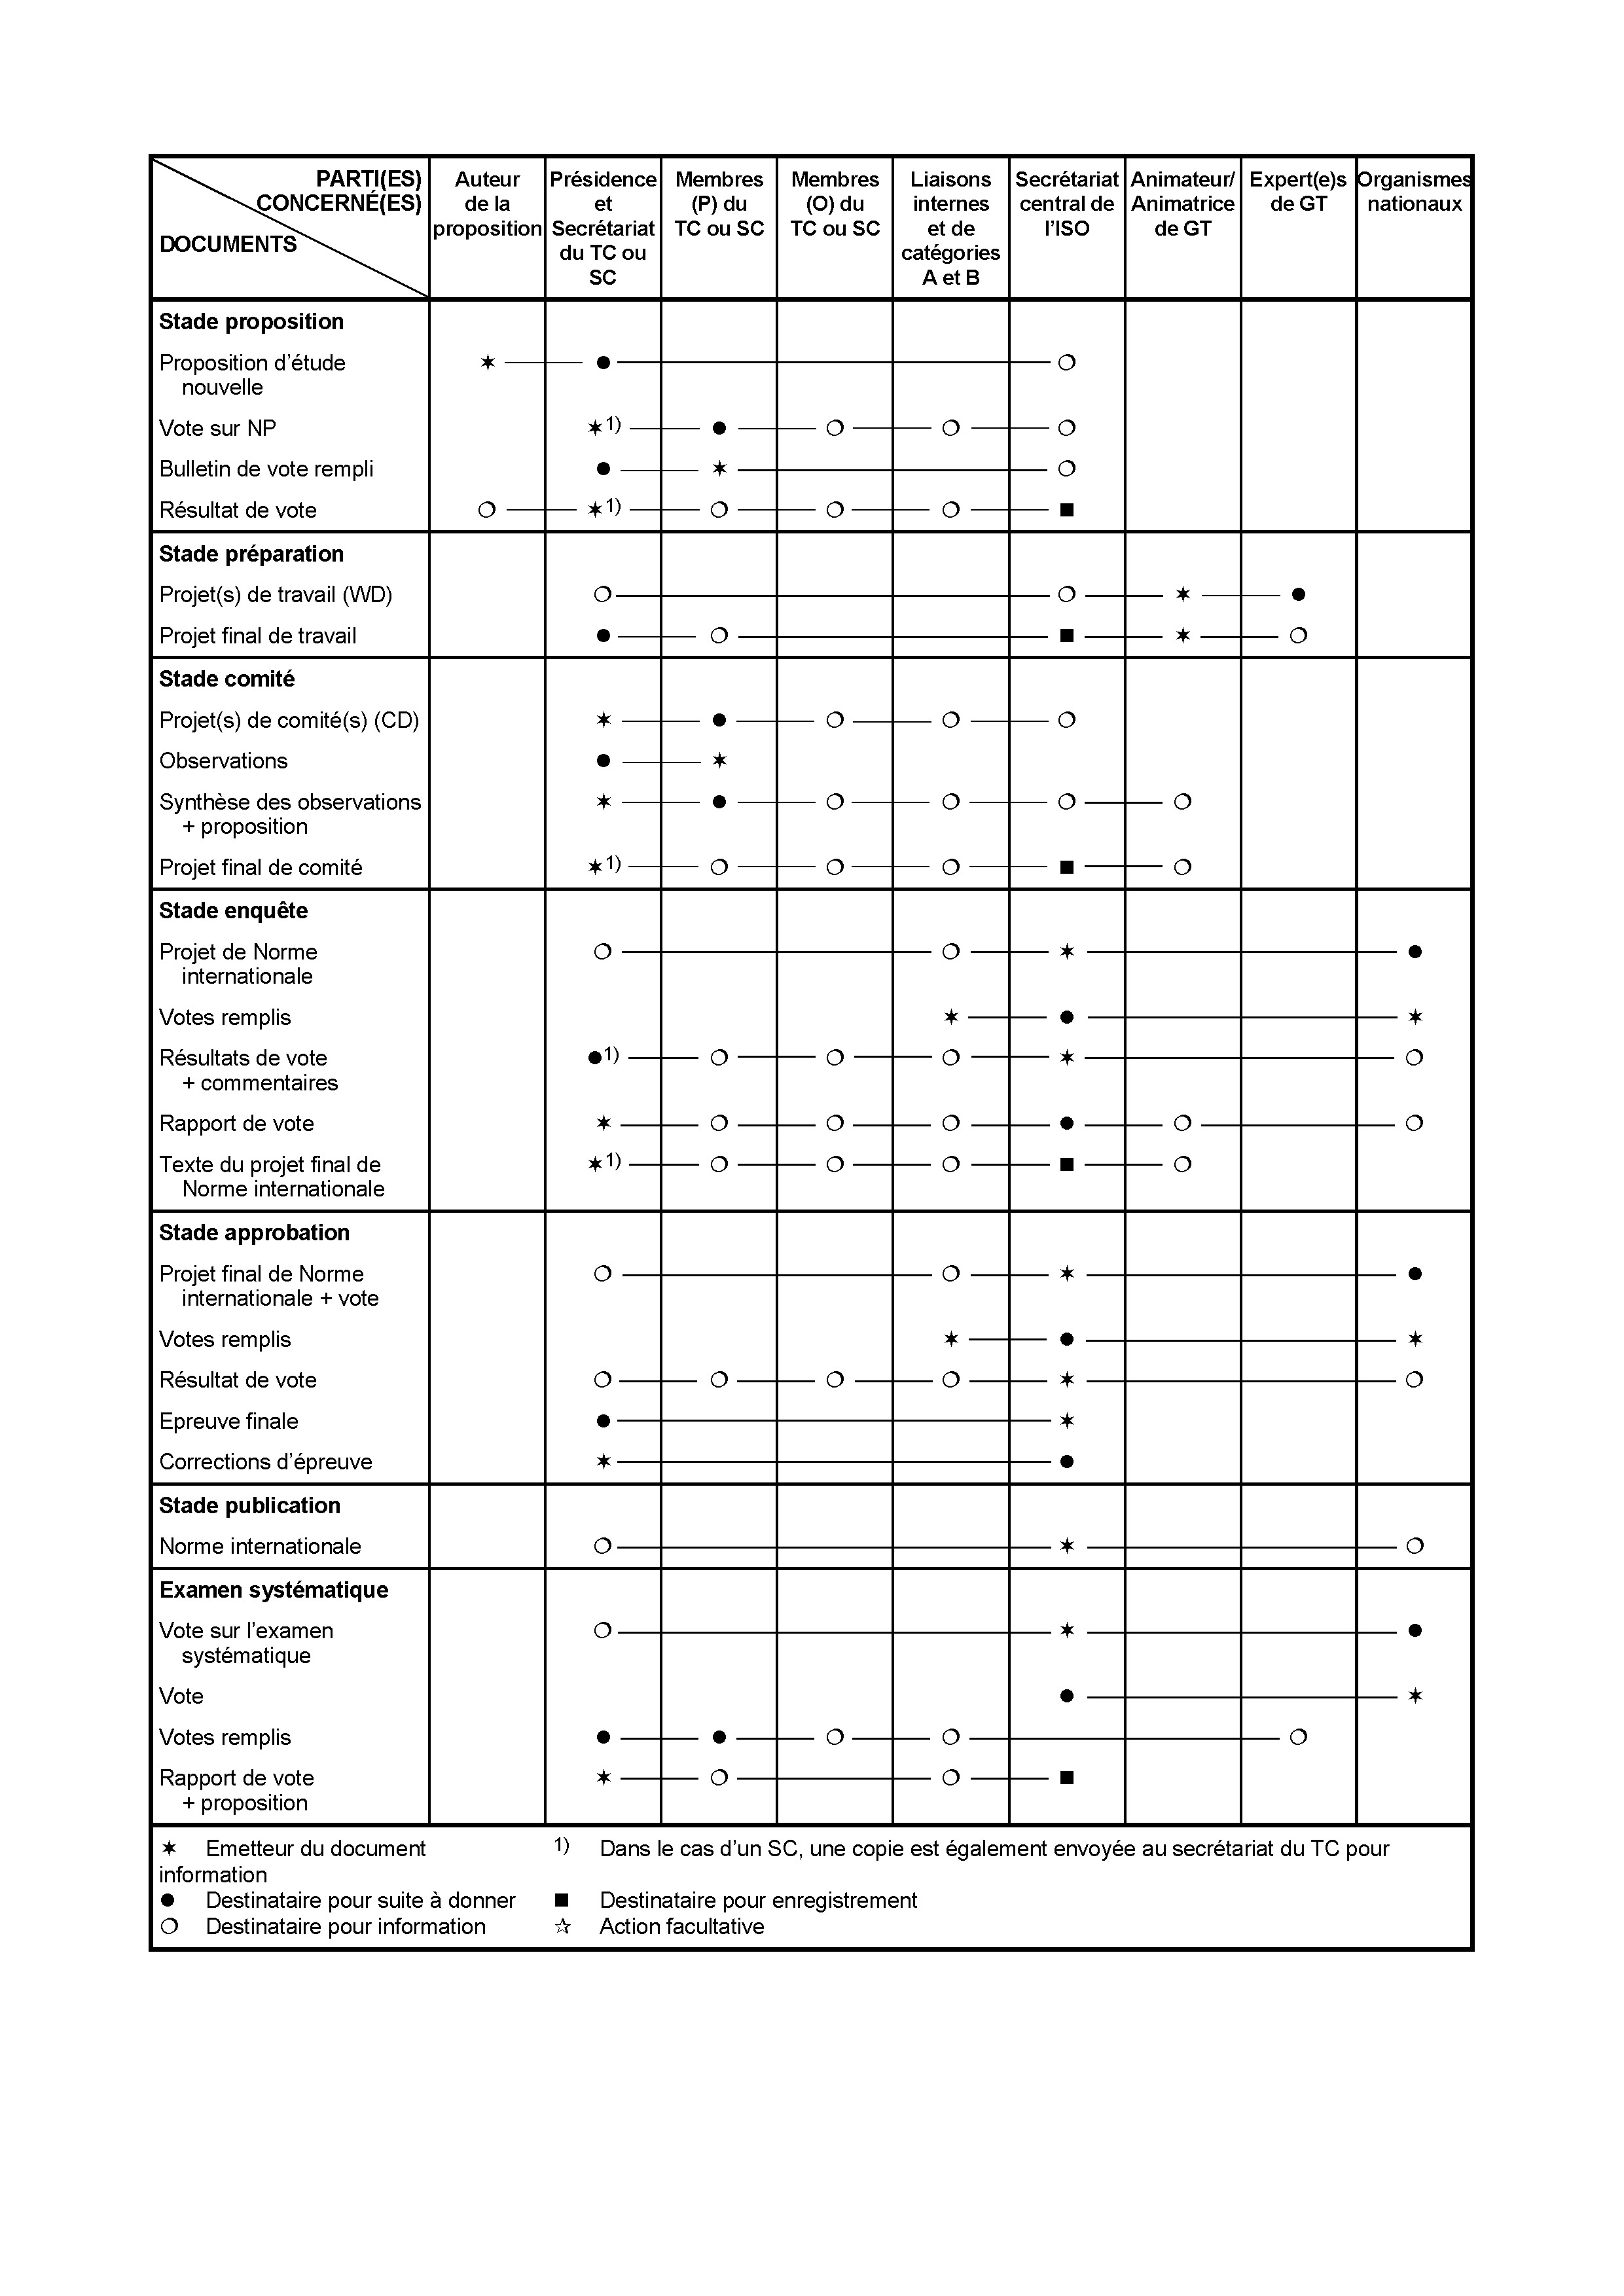 PARTI(ES)
CONCERNÉ(ES)
DOCUMENTS
Auteur
de la
proposition
Présidence
et
Secrétariat
du TC ou
SC
Membres
(P) du
TC ou SC
Membres
(O) du
TC ou SC
Liaisons
internes
et de
catégories
A et B
Secrétariat
central de
l’ISO
Animateur/
Animatrice
de GT
Expert(e)s
de GT
Organismes
nationaux
Stade proposition
Proposition d’étude
nouvelle
Vote sur NP
1)
Bulletin de vote rempli
Résultat de vote
1)
Stade préparation
Projet(s) de travail (WD)
Projet final de travail
Stade comité
Projet(s) de comité(s) (CD)
Observations
Synthèse des observations
+ proposition
Projet final de comité
1)
Stade enquête
Projet de Norme
internationale
Votes remplis
Résultats de vote
1)
+ commentaires
Rapport de vote
Texte du projet final de
1)
Norme internationale
Stade approbation
Projet final de Norme
internationale + vote
Votes remplis
Résultat de vote
Epreuve finale
Corrections d’épreuve
Stade publication
Norme internationale
Examen systématique
Vote sur l’examen
systématique
Vote
Votes remplis
Rapport de vote
+ proposition
✶ Emetteur du document 1) Dans le cas d’un SC, une copie est également envoyée au secrétariat du TC pour
information
● Destinataire pour suite à donner ■ Destinataire pour enregistrement
❍ Destinataire pour information ☆ Action facultative